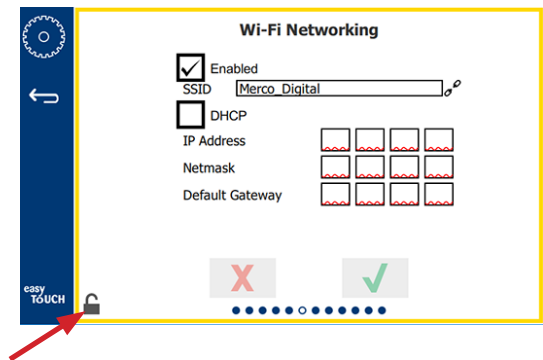 Wi-Fi Networking
Enabled
SSID Merco_Digital
DHCP
IP Address
Netmask
Default Gateway
easy
TOUCH